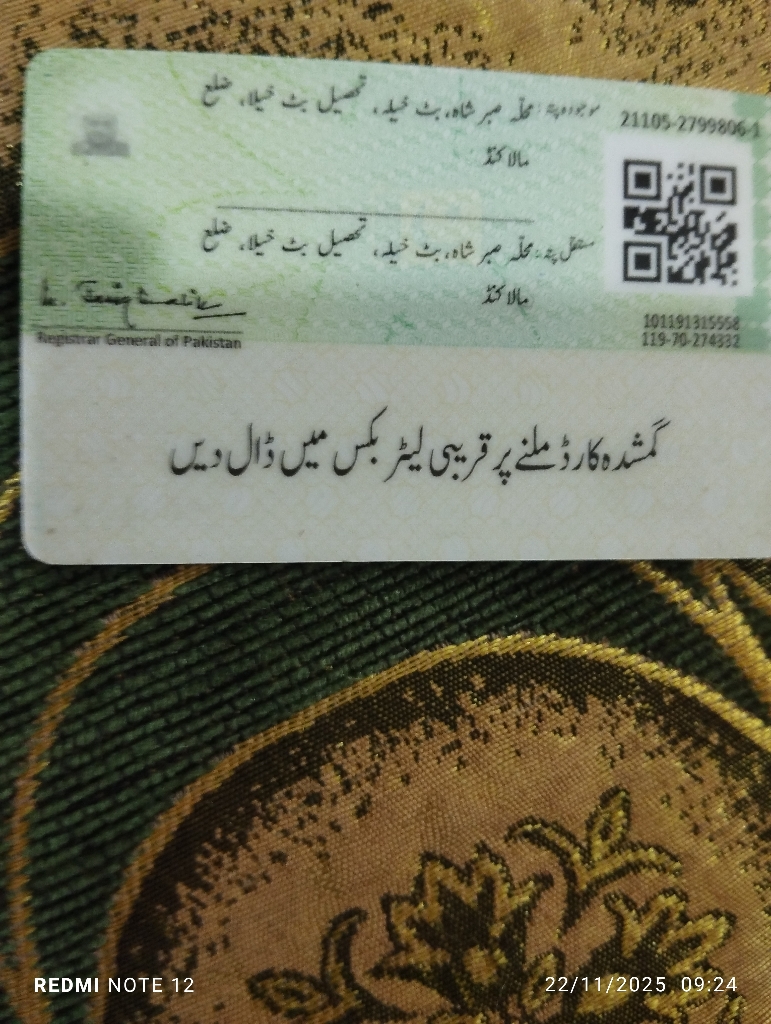 موجودہ پتہ: محلہ صبر شاہ، بٹ خیلہ، تحصیل بٹ خیلا، ضلع
مالاکنڈ
21105-2799806-1
مستقل پتہ: محلہ صبر شاہ، بٹ خیلہ، تحصیل بٹ خیلا، ضلع
مالاکنڈ
Registrar General of Pakistan
101191315558
119-70-274332
گمشدہ کارڈ ملنے پر قریبی لیٹر بکس میں ڈال دیں
REDMI NOTE 12
22/11/2025 09:24